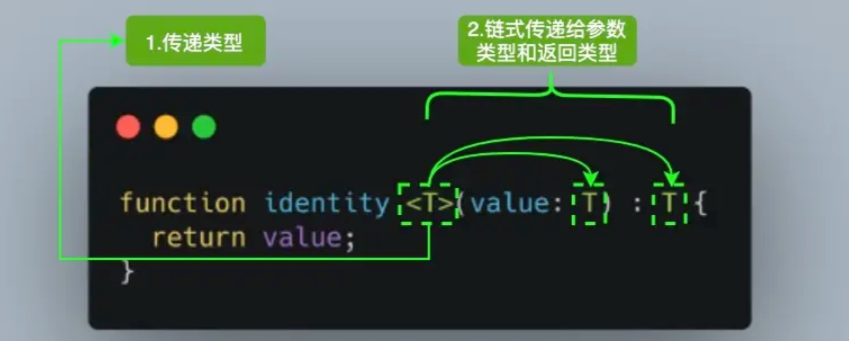 1.传递类型
2.链式传递给参数
类型和返回类型
function identity <T>(value: T) : T {
  return value;
}